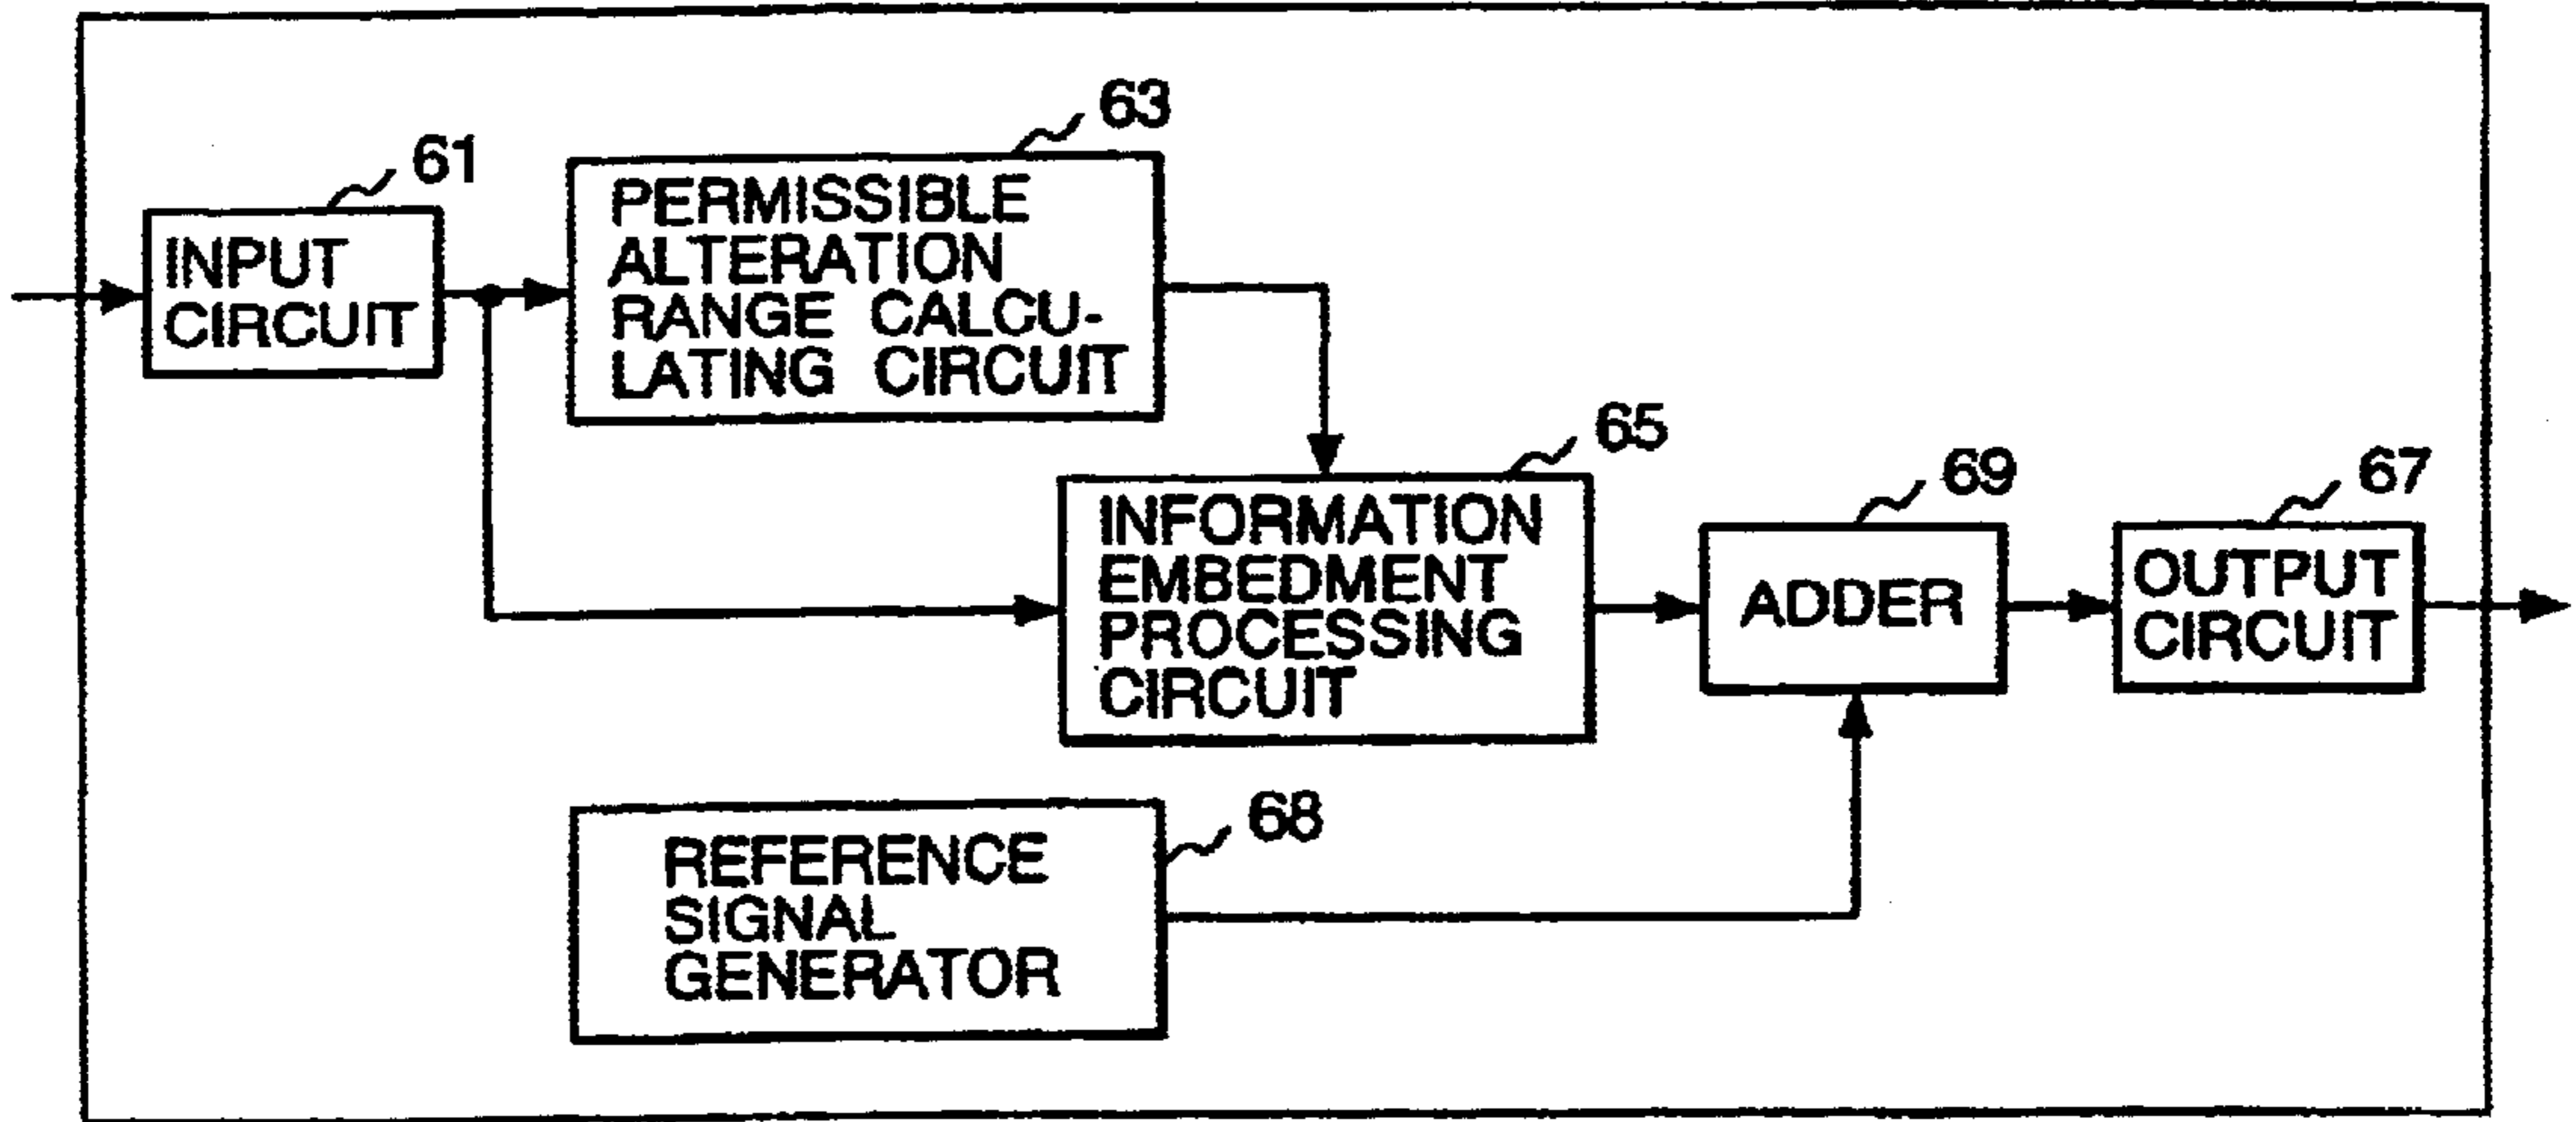 63
61
PERMISSIBLE
ALTERATION
RANGE CALCU-
LATING CIRCUIT
INPUT
CIRCUIT
65
69
67
INFORMATION
EMBEDMENT
PROCESSING
CIRCUIT
ADDER
OUTPUT
CIRCUIT
68
REFERENCE
SIGNAL
GENERATOR